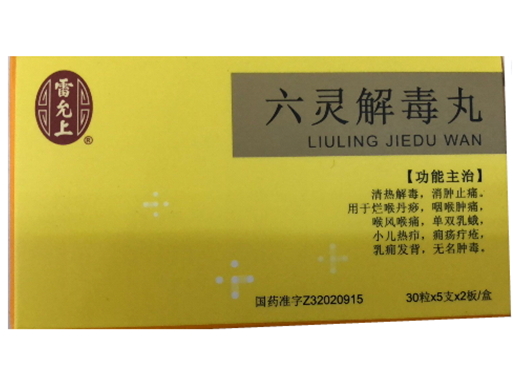 雷允上®
六灵解毒丸
LIULING JIEDU WAN
【功能主治】
清热解毒，消肿止痛。
用于烂喉丹痧，咽喉肿痛，
喉风喉痛，单双乳蛾，
小儿热疖，痈疡疔疮，
乳痈发背，无名肿毒。
国药准字Z32020915
30粒x5支x2板/盒